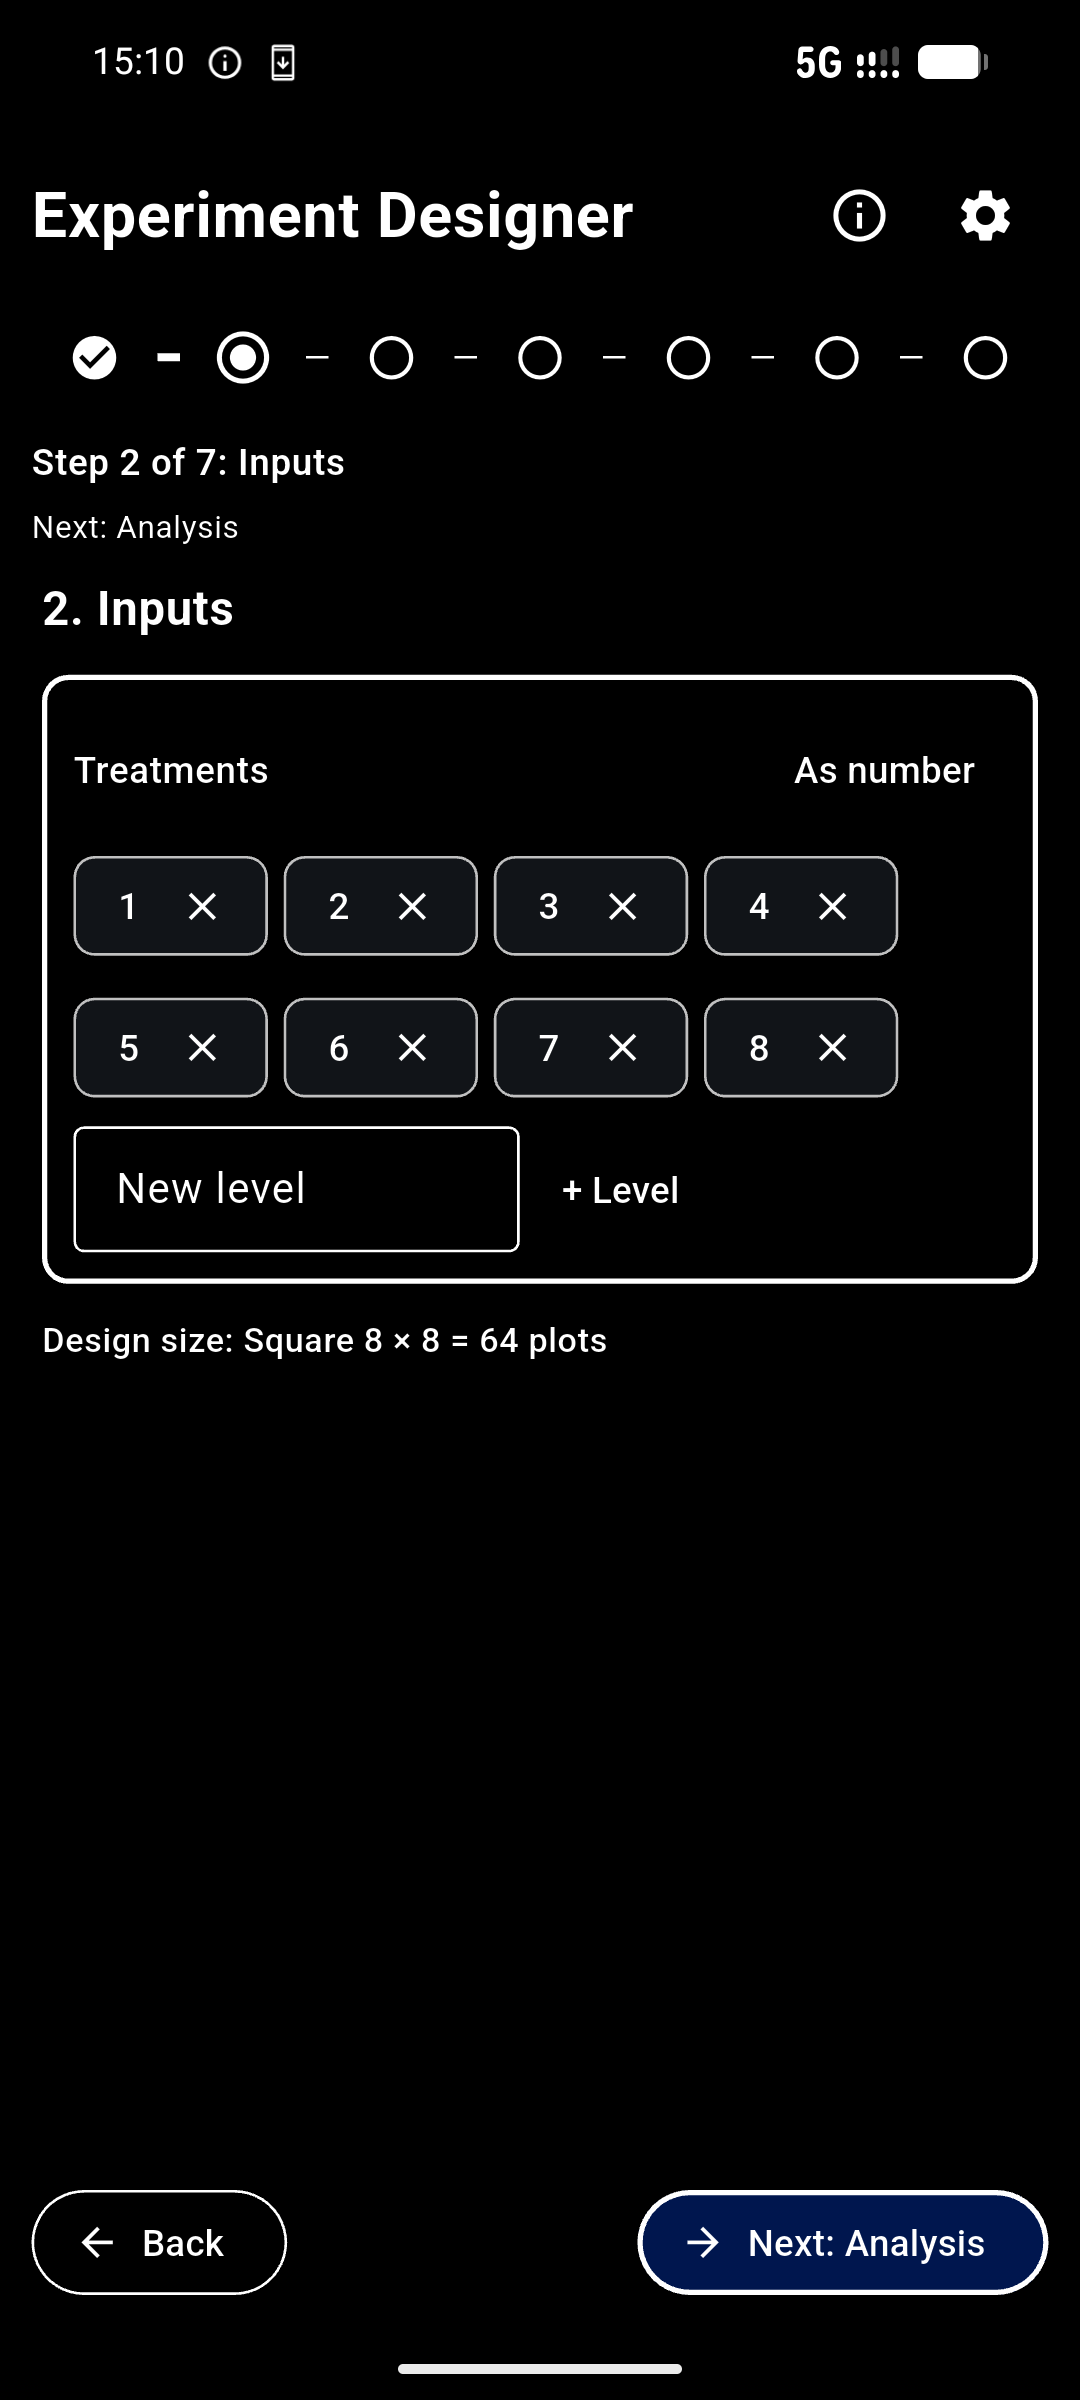 15:10 5G
Experiment Designer
Step 2 of 7: Inputs
Next: Analysis
2. Inputs
Treatments As number
1 2 3 4
5 6 7 8
New level + Level
Design size: Square 8 × 8 = 64 plots
Back Next: Analysis